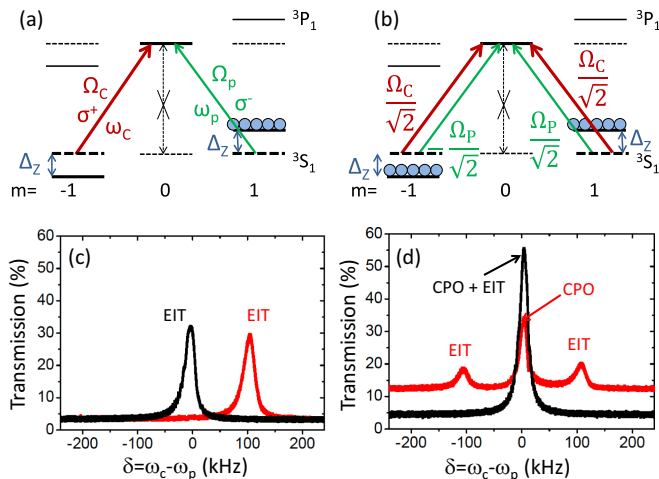 (a)
³P₁
Ω_C
σ⁺
ω_C
Ω_p
ω_p
σ⁻
Δ_Z
Δ_Z
³S₁
m= -1 0 1
(b)
³P₁
Ω_C/√2
Ω_C/√2
Ω_P/√2
Ω_P/√2
Δ_Z
Δ_Z
³S₁
m= -1 0 1
(c)
EIT
EIT
Transmission (%)
60
50
40
30
20
10
0
-200 -100 0 100 200
δ=ω_c-ω_p (kHz)
(d)
CPO + EIT
CPO
EIT
EIT
Transmission (%)
60
50
40
30
20
10
0
-200 -100 0 100 200
δ=ω_c-ω_p (kHz)